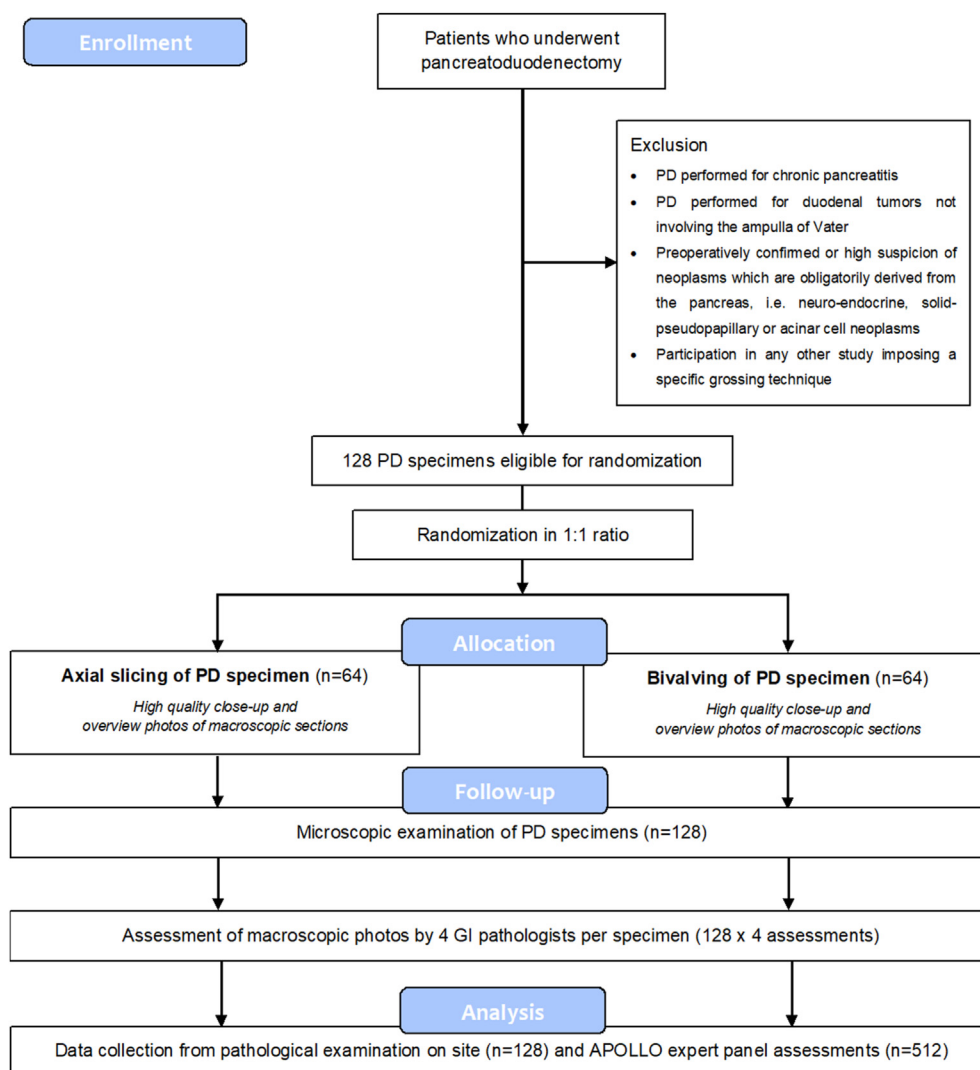 Enrollment
Patients who underwent
pancreatoduodenectomy
Exclusion
• PD performed for chronic pancreatitis
• PD performed for duodenal tumors not
involving the ampulla of Vater
• Preoperatively confirmed or high suspicion of
neoplasms which are obligatorily derived from
the pancreas, i.e. neuro-endocrine, solid-
pseudopapillary or acinar cell neoplasms
• Participation in any other study imposing a
specific grossing technique
128 PD specimens eligible for randomization
Randomization in 1:1 ratio
Allocation
Axial slicing of PD specimen (n=64)
High quality close-up and
overview photos of macroscopic sections
Bivalving of PD specimen (n=64)
High quality close-up and
overview photos of macroscopic sections
Follow-up
Microscopic examination of PD specimens (n=128)
Assessment of macroscopic photos by 4 GI pathologists per specimen (128 x 4 assessments)
Analysis
Data collection from pathological examination on site (n=128) and APOLLO expert panel assessments (n=512)